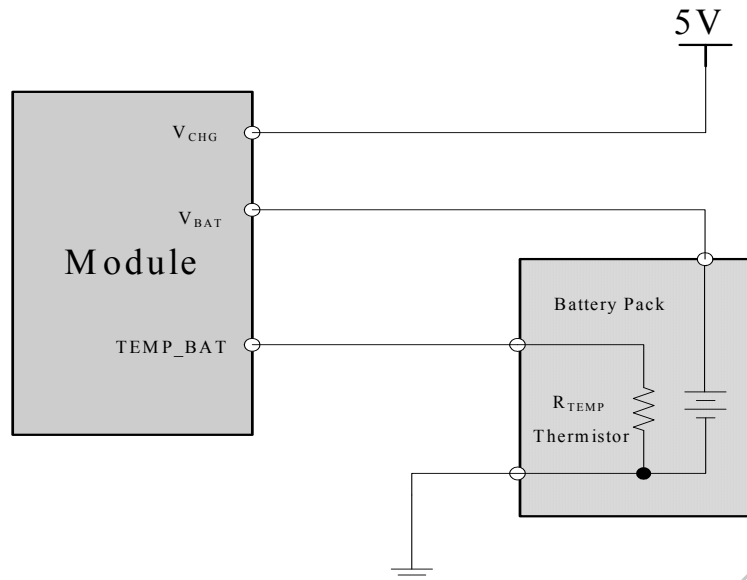 5V
VCHG
VBAT
Module
Battery Pack
TEMP_BAT
RTEMP
Thermistor